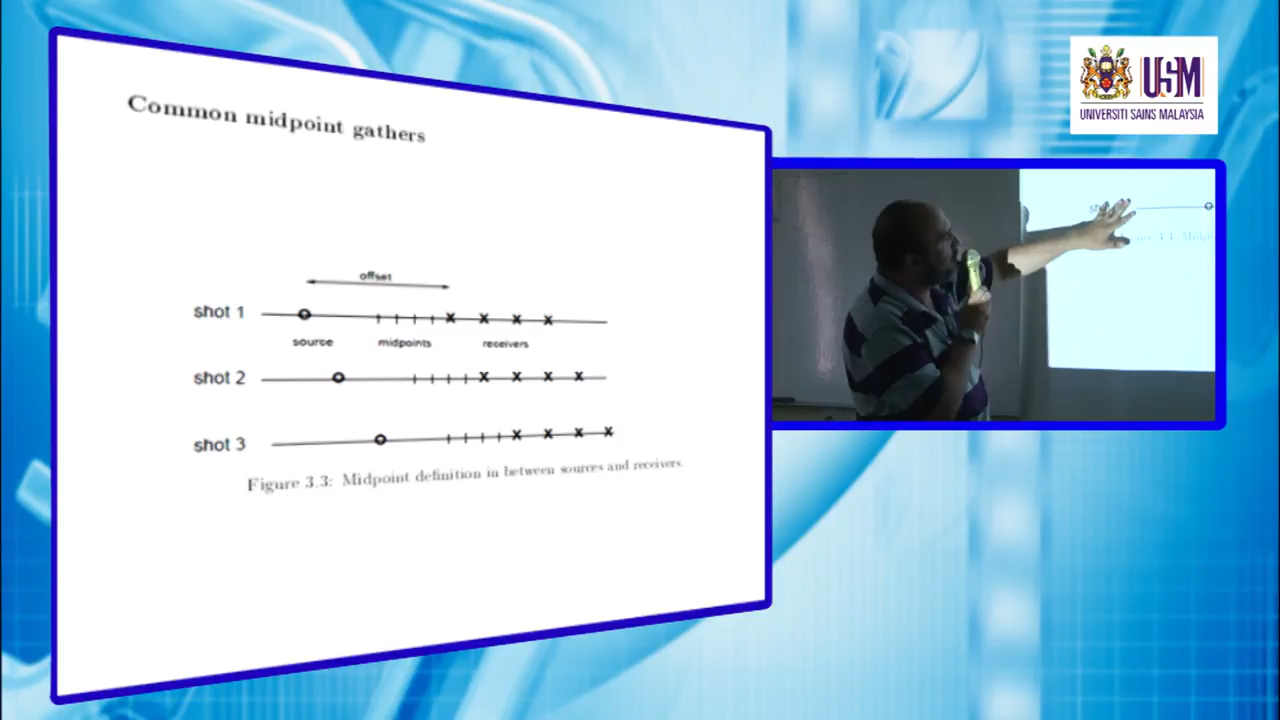 Common midpoint gathers
offset
shot 1
source midpoints receivers
shot 2
shot 3
Figure 3.3: Midpoint definition in between sources and receivers.
USM
UNIVERSITI SAINS MALAYSIA